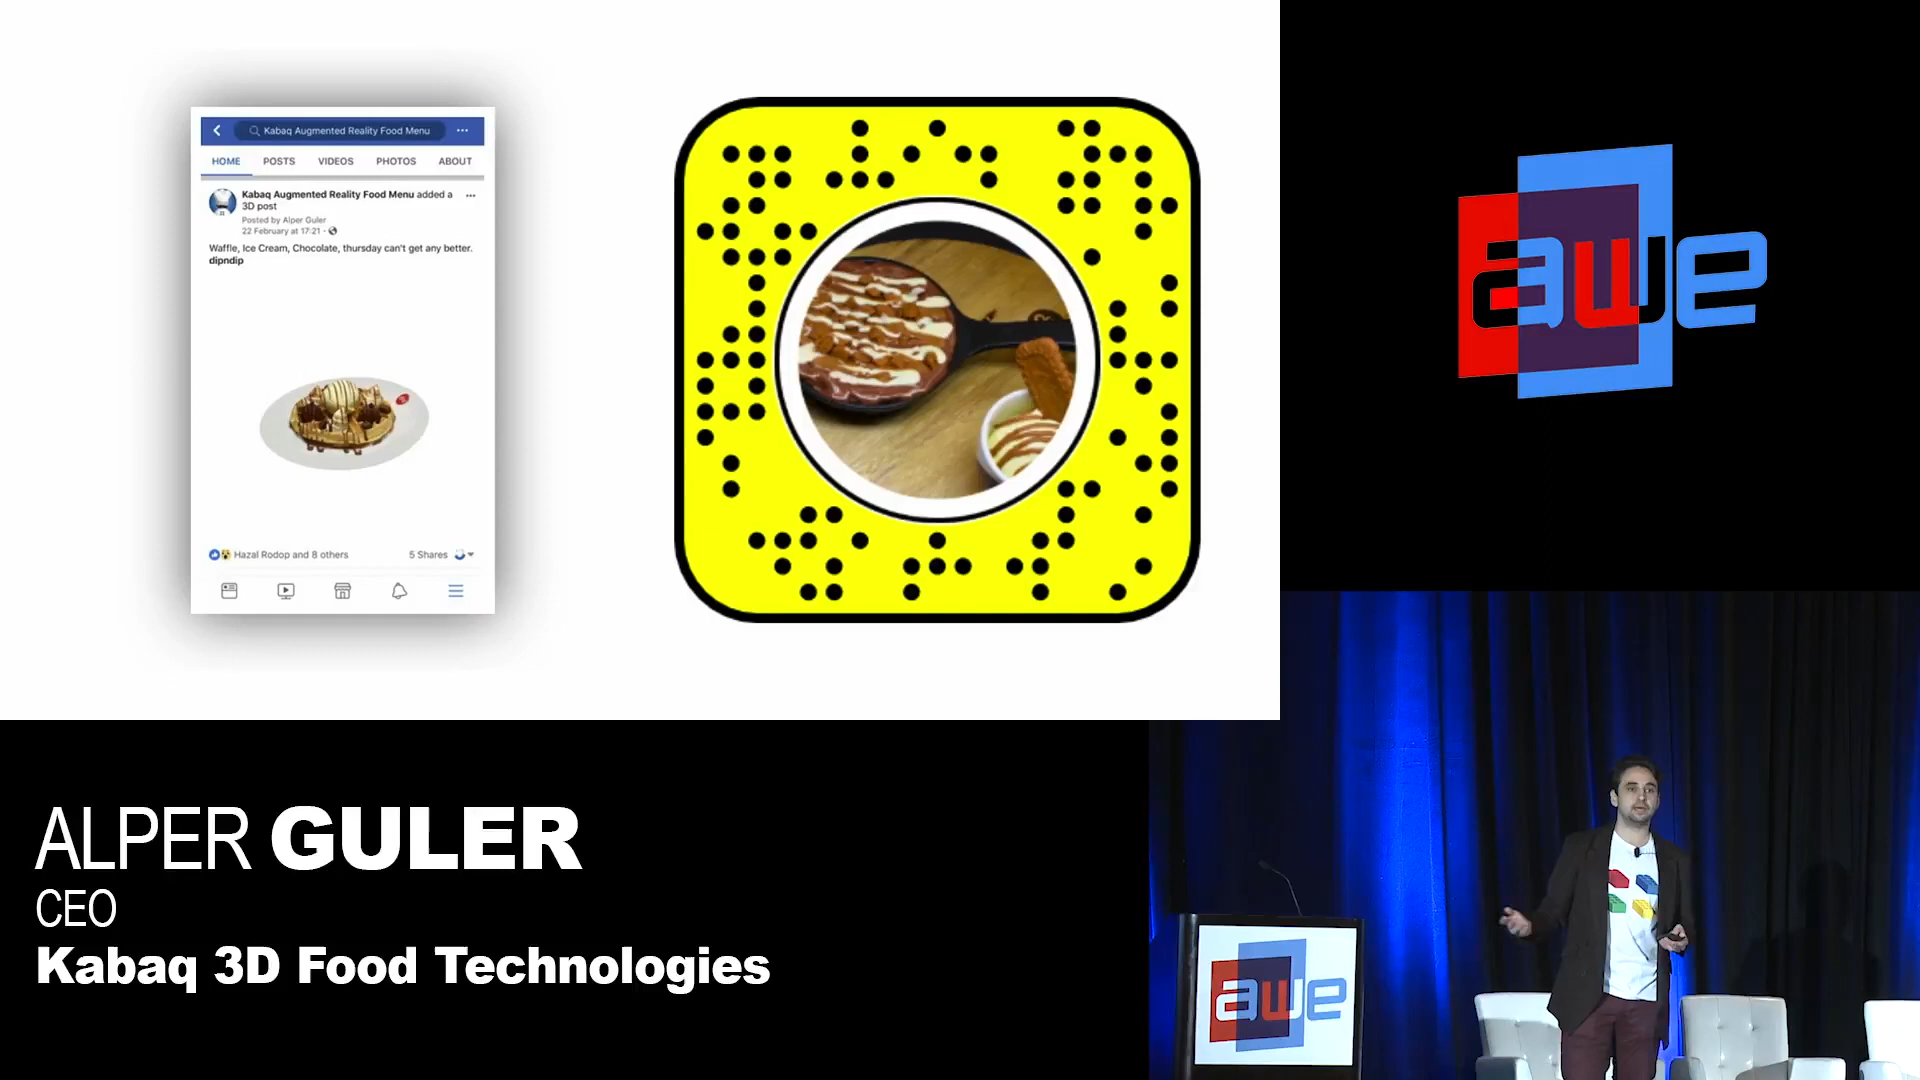 Kabaq Augmented Reality Food Menu
HOME POSTS VIDEOS PHOTOS ABOUT
Kabaq Augmented Reality Food Menu added a
3D post
Posted by Alper Guler
22 February at 17:21 ·
Waffle, Ice Cream, Chocolate, thursday can't get any better.
dipndip
Hazal Rodop and 8 others 5 Shares
awe
ALPER GULER
CEO
Kabaq 3D Food Technologies
awe